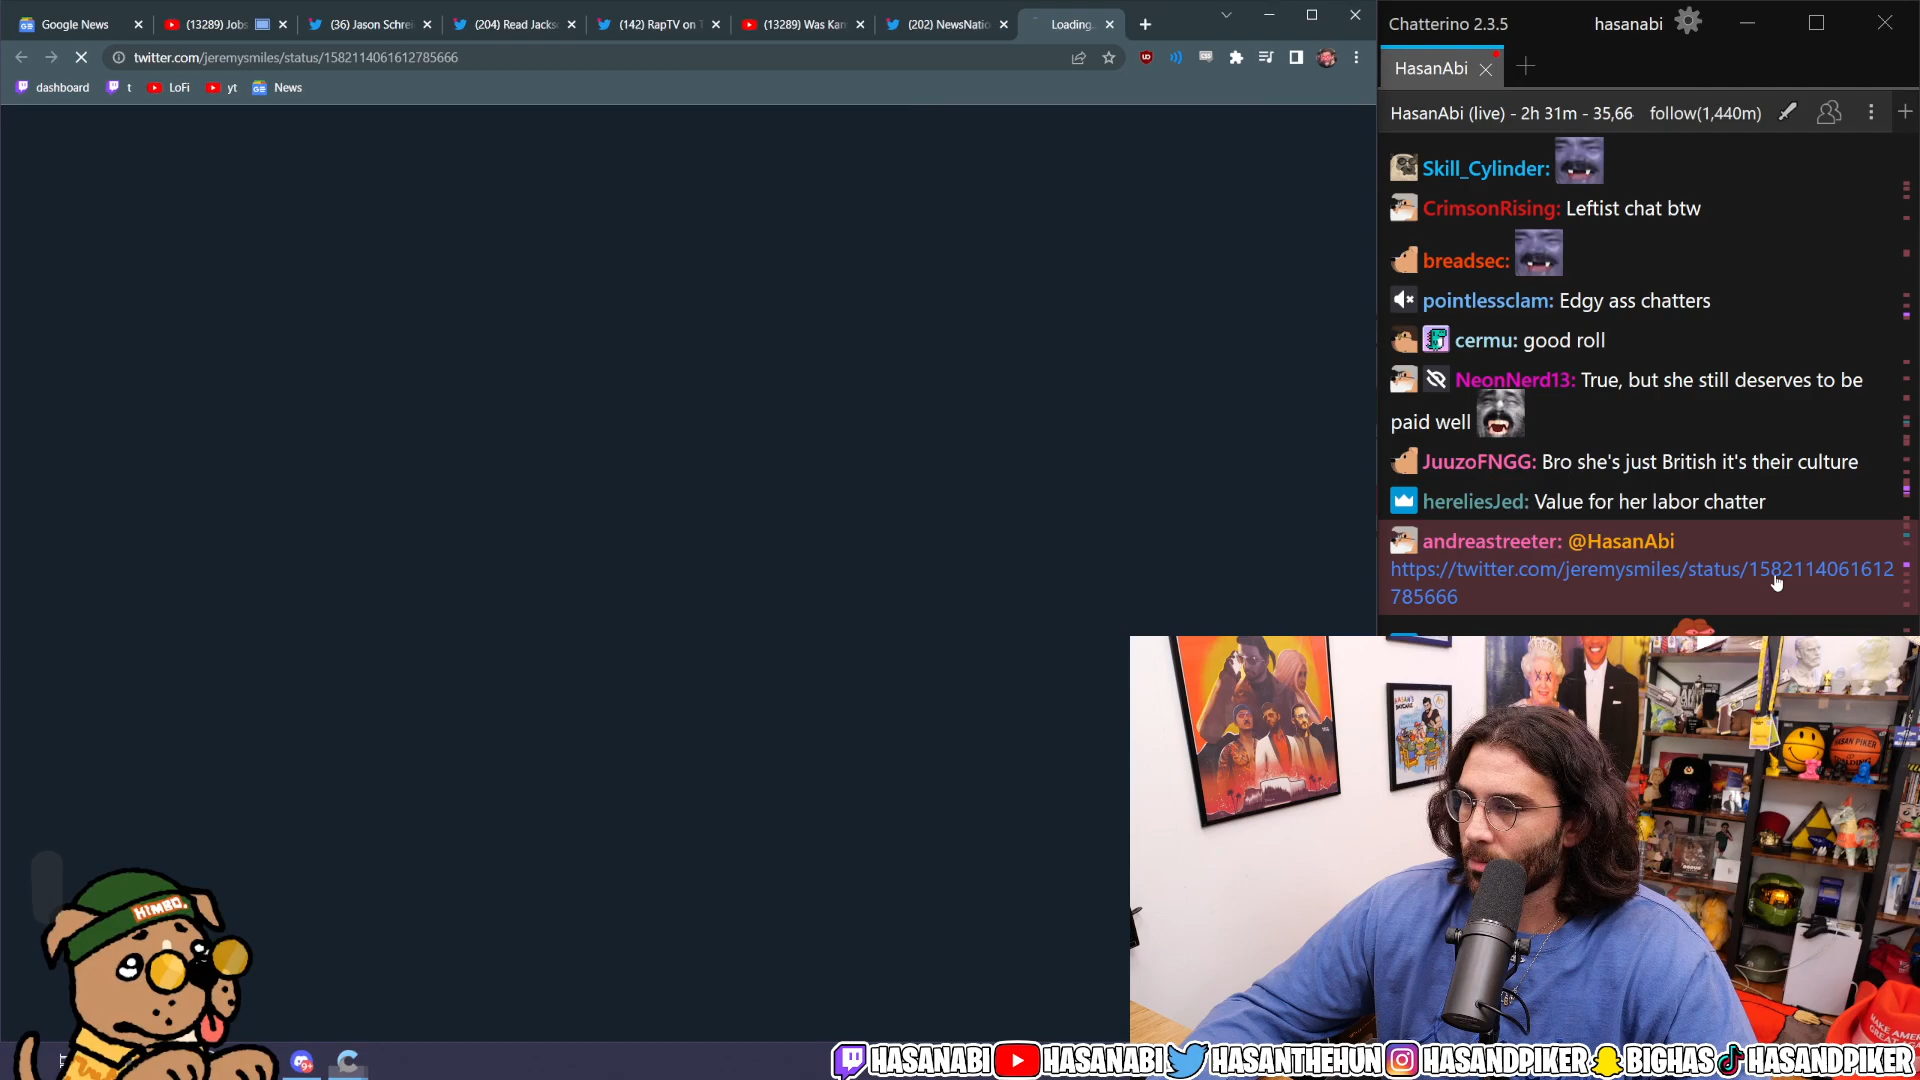 Google News
(13289) Jobs
(36) Jason Schrei
(204) Read Jacks
(142) RapTV on T
(13289) Was Kan
(202) NewsNatio
Loading
twitter.com/jeremysmiles/status/1582114061612785666
dashboard
t
LoFi
yt
News
Chatterino 2.3.5
hasanabi
HasanAbi
HasanAbi (live) - 2h 31m - 35,66
follow(1,440m)
Skill_Cylinder:
CrimsonRising: Leftist chat btw
breadsec:
pointlessclam: Edgy ass chatters
cermu: good roll
NeonNerd13: True, but she still deserves to be
paid well
JuuzoFNGG: Bro she's just British it's their culture
hereliesJed: Value for her labor chatter
andreastreeter: @HasanAbi
https://twitter.com/jeremysmiles/status/1582114061612
785666
HASAN PIKER
HIMBO.
MAKE AMERICA
HASANABI
HASANABI
HASANTHEHUN
HASANDPIKER
BIGHAS
HASANDPIKER